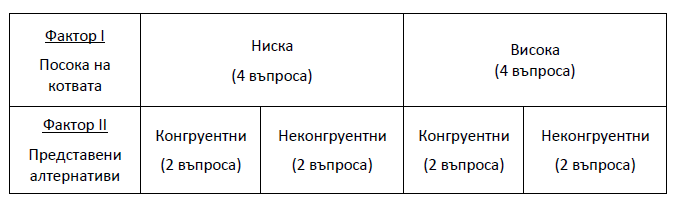 Фактор I
Посока на
котвата
Ниска
(4 въпроса)
Висока
(4 въпроса)
Фактор II
Представени
алтернативи
Конгруентни
(2 въпроса)
Неконгруентни
(2 въпроса)
Конгруентни
(2 въпроса)
Неконгруентни
(2 въпроса)